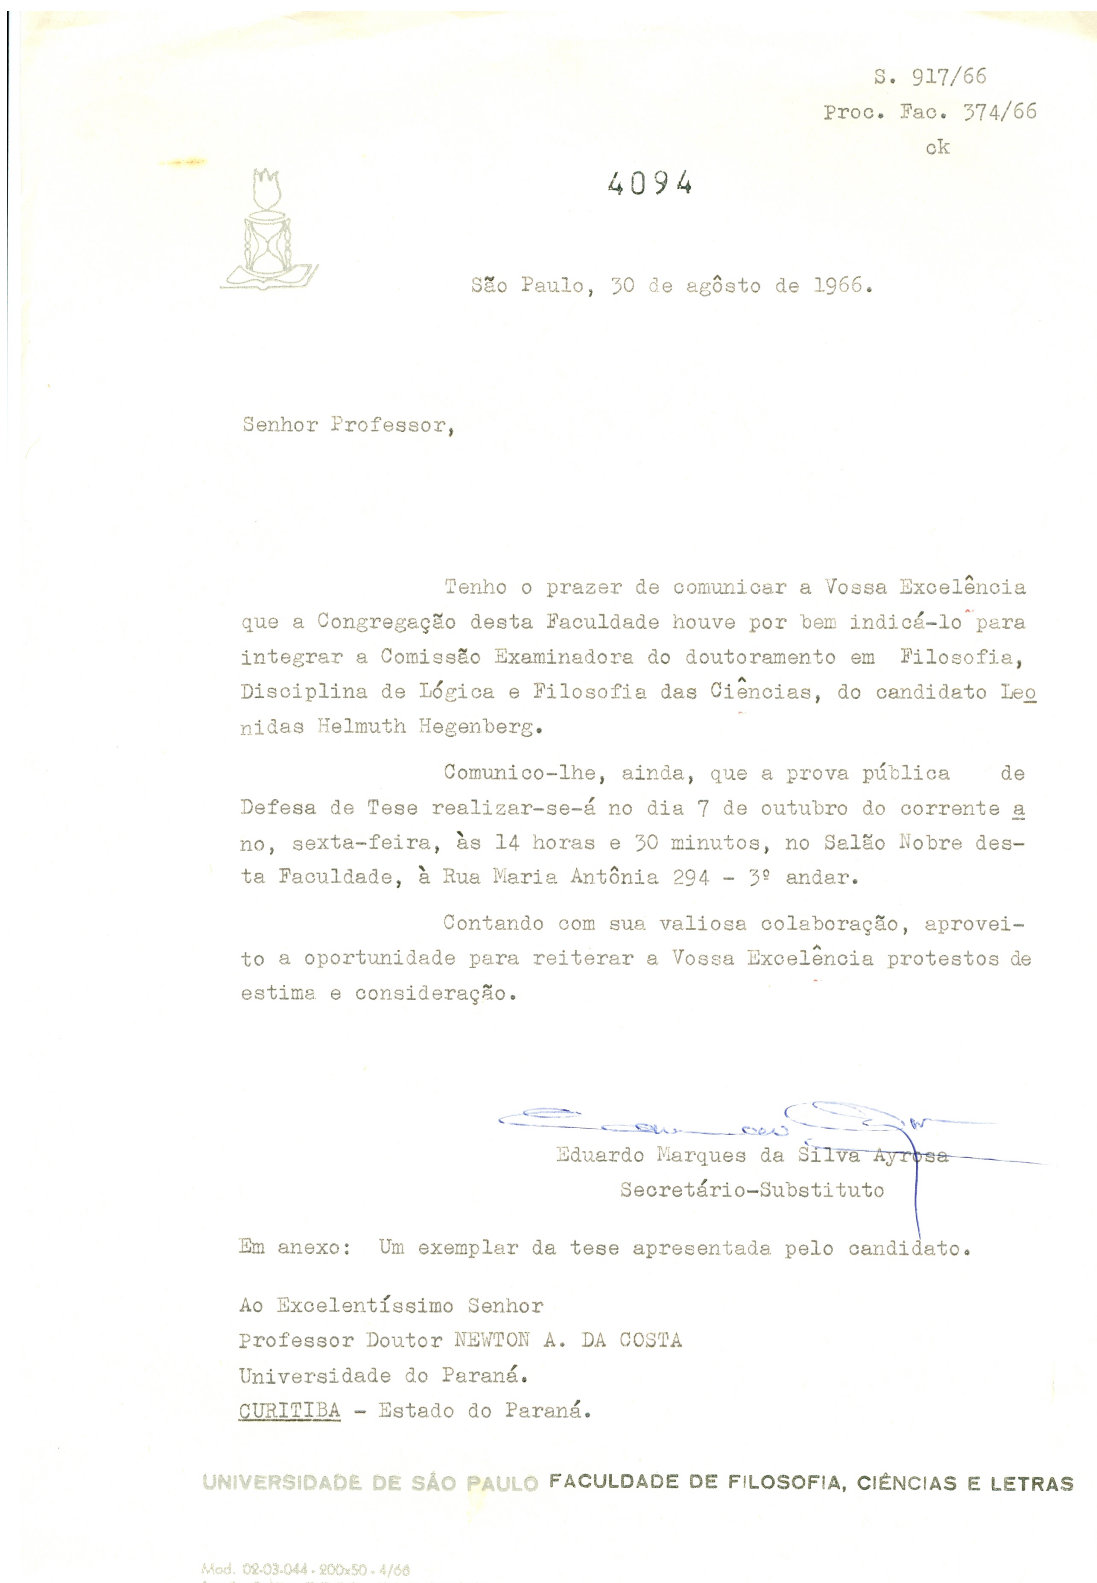 S. 917/66
Proc. Fac. 374/66
ck
4094
São Paulo, 30 de agôsto de 1966.
Senhor Professor,
Tenho o prazer de comunicar a Vossa Excelência
que a Congregação desta Faculdade houve por bem indicá-lo para
integrar a Comissão Examinadora do doutoramento em Filosofia,
Disciplina de Lógica e Filosofia das Ciências, do candidato Leo
nidas Helmuth Hegenberg.
Comunico-lhe, ainda, que a prova pública de
Defesa de Tese realizar-se-á no dia 7 de outubro do corrente a
no, sexta-feira, às 14 horas e 30 minutos, no Salão Nobre des-
ta Faculdade, à Rua Maria Antônia 294 - 3º andar.
Contando com sua valiosa colaboração, aprovei-
to a oportunidade para reiterar a Vossa Excelência protestos de
estima e consideração.
Eduardo Marques da Silva Ayrosa
Secretário-Substituto
Em anexo: Um exemplar da tese apresentada pelo candidato.
Ao Excelentíssimo Senhor
Professor Doutor NEWTON A. DA COSTA
Universidade do Paraná.
CURITIBA - Estado do Paraná.
UNIVERSIDADE DE SÃO PAULO FACULDADE DE FILOSOFIA, CIÊNCIAS E LETRAS
Mod. 02-03-044 - 200x50 - 4/66